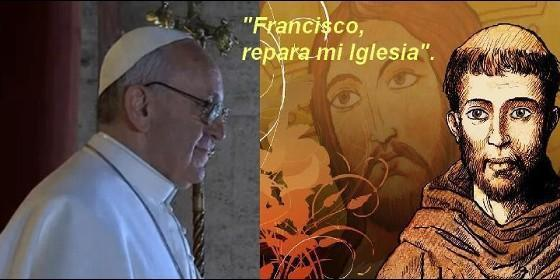 "Francisco,
repara mi Iglesia".